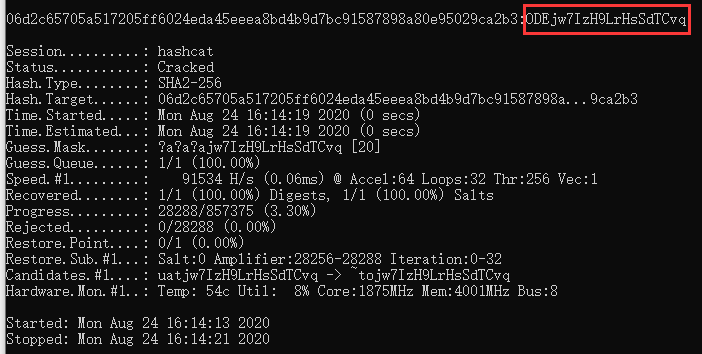 06d2c65705a517205ff6024eda45eeea8bd4b9d7bc91587898a80e95029ca2b3:ODEjw7IzH9LrHsSdTCvq
Session..........: hashcat
Status...........: Cracked
Hash.Type........: SHA2-256
Hash.Target......: 06d2c65705a517205ff6024eda45eeea8bd4b9d7bc91587898a...9ca2b3
Time.Started.....: Mon Aug 24 16:14:19 2020 (0 secs)
Time.Estimated...: Mon Aug 24 16:14:19 2020 (0 secs)
Guess.Mask.......: ?a?a?ajw7IzH9LrHsSdTCvq [20]
Guess.Queue......: 1/1 (100.00%)
Speed.#1.........:    91534 H/s (0.06ms) @ Accel:64 Loops:32 Thr:256 Vec:1
Recovered........: 1/1 (100.00%) Digests, 1/1 (100.00%) Salts
Progress.........: 28288/857375 (3.30%)
Rejected.........: 0/28288 (0.00%)
Restore.Point....: 0/1 (0.00%)
Restore.Sub.#1...: Salt:0 Amplifier:28256-28288 Iteration:0-32
Candidates.#1....: uatjw7IzH9LrHsSdTCvq -> ~tojw7IzH9LrHsSdTCvq
Hardware.Mon.#1..: Temp: 54c Util:  8% Core:1875MHz Mem:4001MHz Bus:8
Started: Mon Aug 24 16:14:13 2020
Stopped: Mon Aug 24 16:14:21 2020